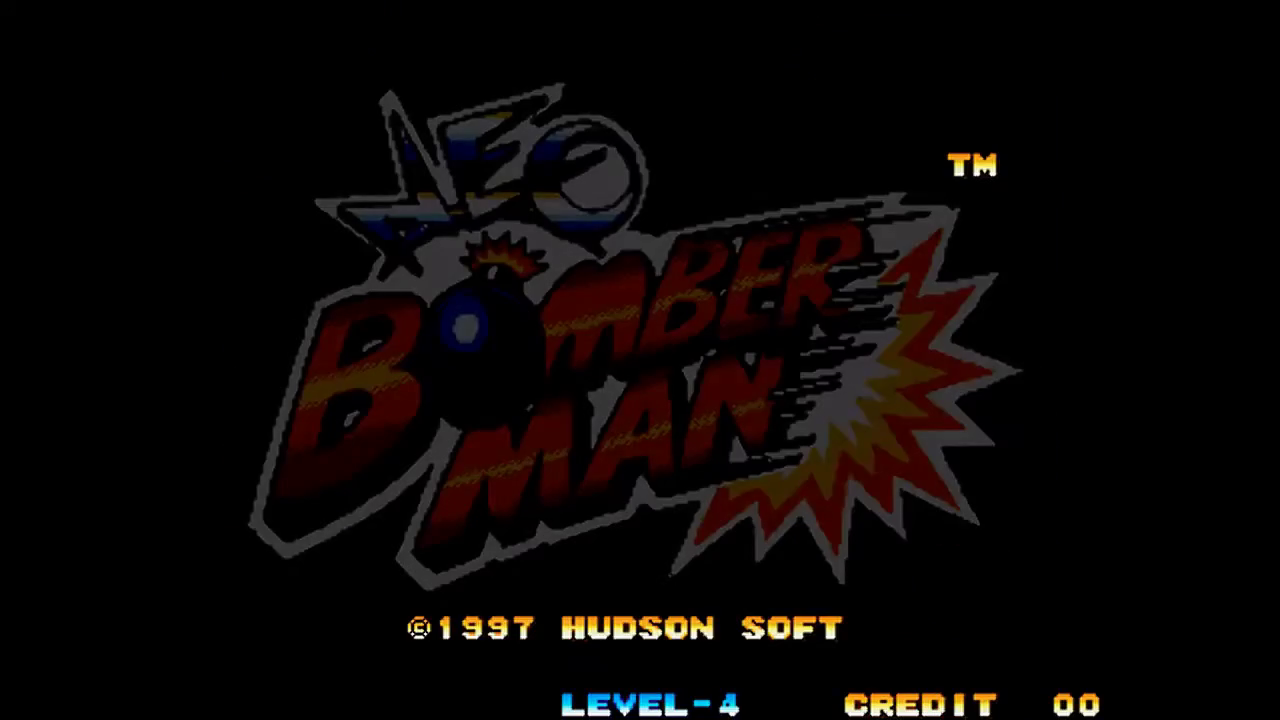 NEO
TM
BOMBER
MAN
©1997 HUDSON SOFT
LEVEL-4 CREDIT 00